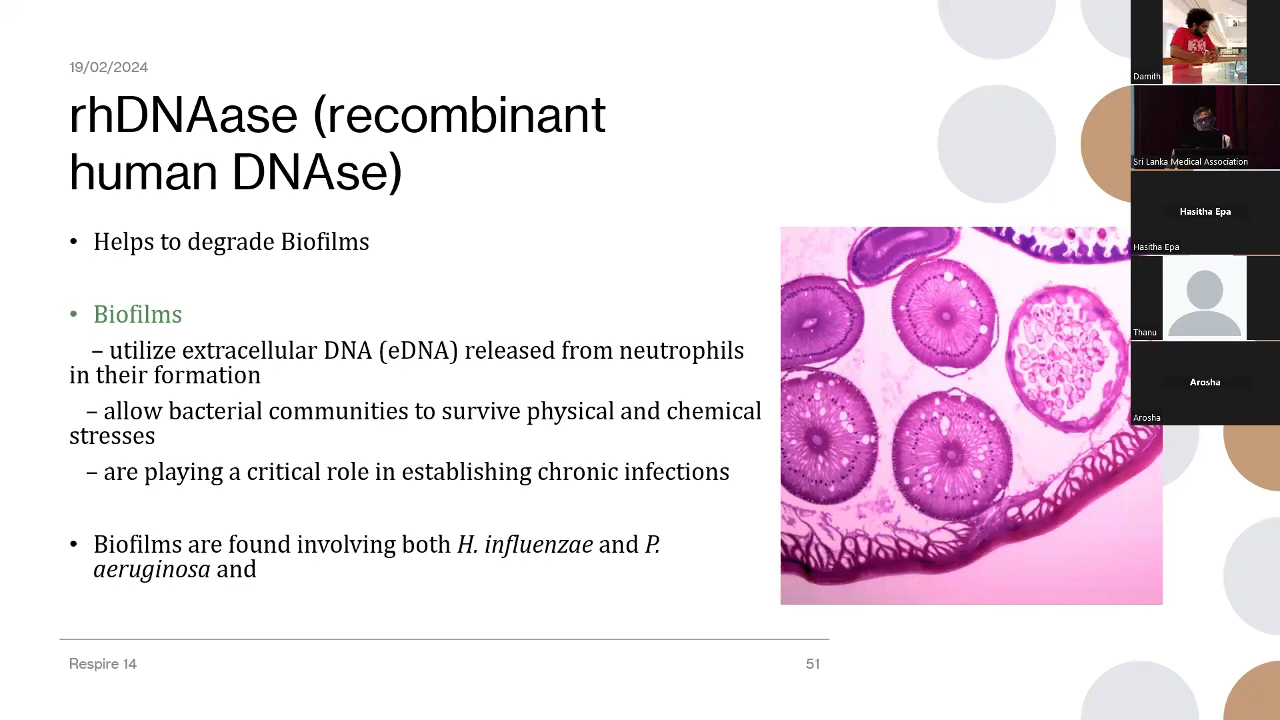 19/02/2024
rhDNAase (recombinant
human DNAse)
• Helps to degrade Biofilms
• Biofilms
– utilize extracellular DNA (eDNA) released from neutrophils
in their formation
– allow bacterial communities to survive physical and chemical
stresses
– are playing a critical role in establishing chronic infections
• Biofilms are found involving both H. influenzae and P.
aeruginosa and
Respire 14
51
Damith
Sri Lanka Medical Association
Hasitha Epa
Hasitha Epa
Thanu
Arosha
Arosha